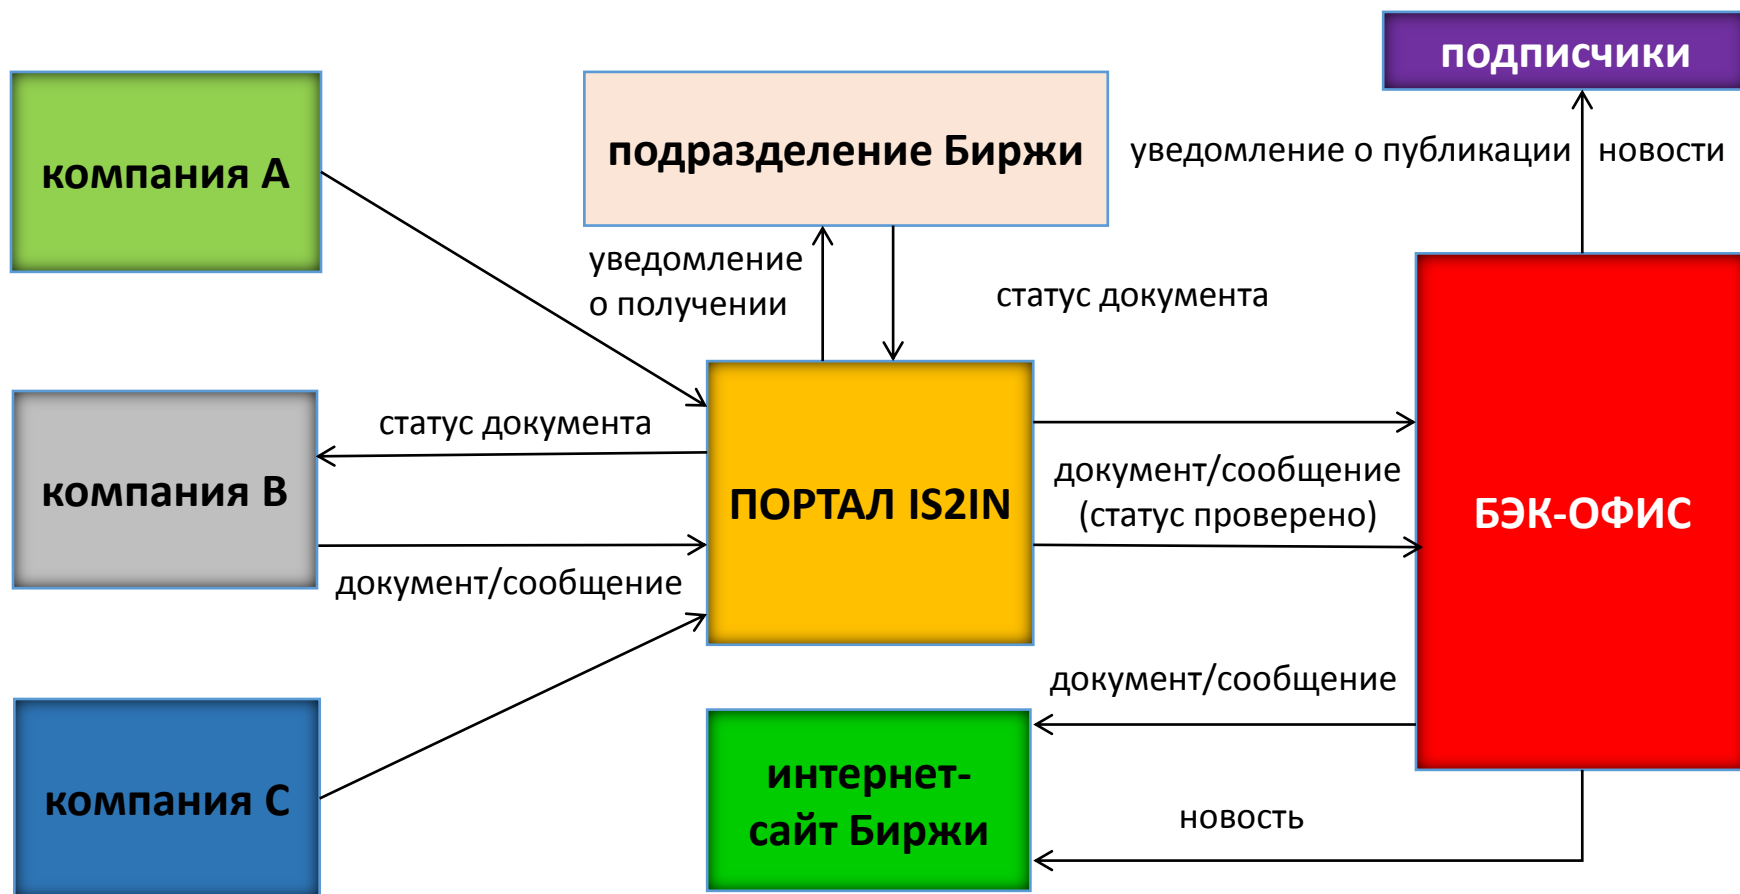 подписчики
компания А
подразделение Биржи
уведомление о публикации новости
уведомление
о получении
статус документа
статус документа
компания В
ПОРТАЛ IS2IN
документ/сообщение
(статус проверено)
БЭК-ОФИС
документ/сообщение
документ/сообщение
компания С
интернет-
сайт Биржи
новость